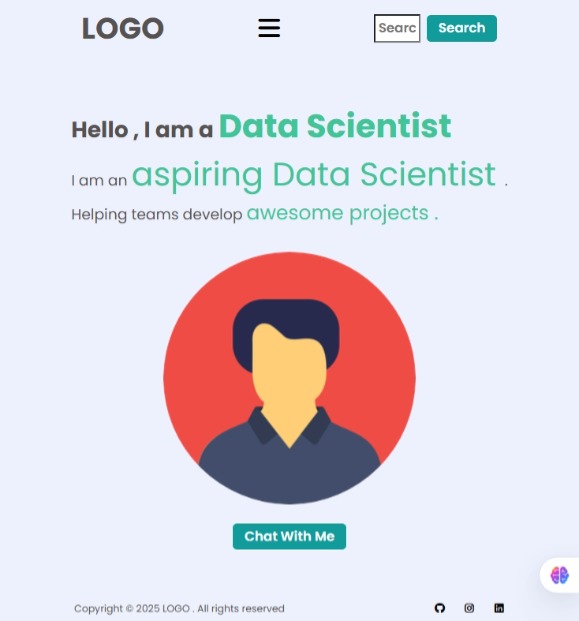 LOGO Searc Search
Hello , I am a Data Scientist
I am an aspiring Data Scientist .
Helping teams develop awesome projects .
Chat With Me
Copyright © 2025 LOGO . All rights reserved